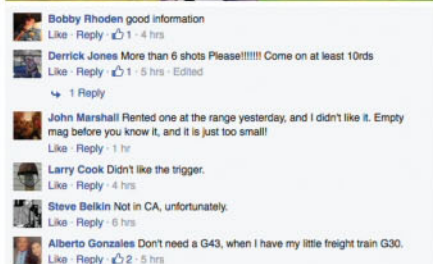 Bobby Rhoden good information
Like · Reply · 1 · 4 hrs
Derrick Jones More than 6 shots Please!!!!!!! Come on at least 10rds
Like · Reply · 1 · 5 hrs · Edited
1 Reply
John Marshall Rented one at the range yesterday, and I didn't like it. Empty
mag before you know it, and it is just too small!
Like · Reply · 1 hr
Larry Cook Didn't like the trigger.
Like · Reply · 4 hrs
Steve Belkin Not in CA, unfortunately.
Like · Reply · 6 hrs
Alberto Gonzales Don't need a G43, when I have my little freight train G30.
Like · Reply · 2 · 5 hrs